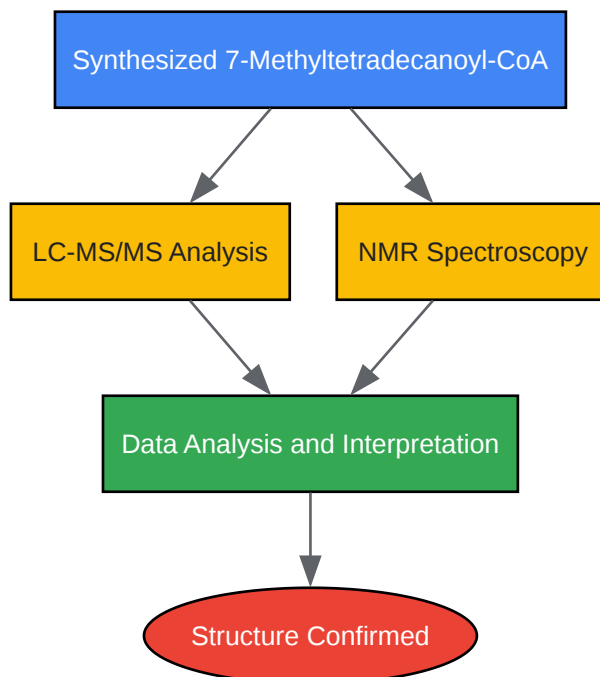 Synthesized 7-Methyltetradecanoyl-CoA
LC-MS/MS Analysis
NMR Spectroscopy
Data Analysis and Interpretation
Structure Confirmed